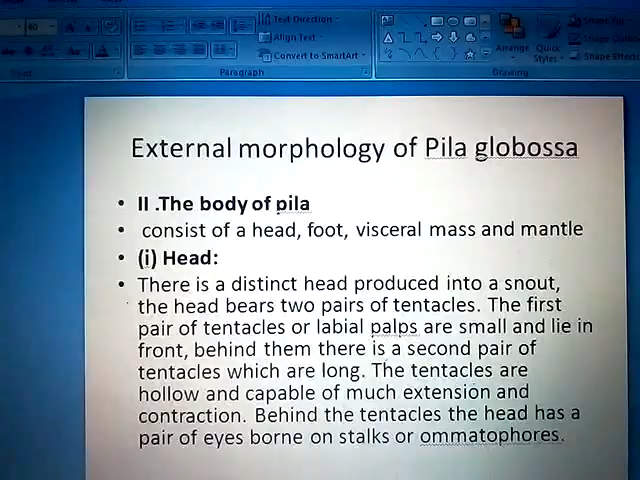 40
Text Direction
Align Text
Convert to SmartArt
Paragraph
Arrange
Quick
Styles
Drawing
Shape Effects
External morphology of Pila globossa
• II .The body of pila
• consist of a head, foot, visceral mass and mantle
• (i) Head:
• There is a distinct head produced into a snout,
the head bears two pairs of tentacles. The first
pair of tentacles or labial palps are small and lie in
front, behind them there is a second pair of
tentacles which are long. The tentacles are
hollow and capable of much extension and
contraction. Behind the tentacles the head has a
pair of eyes borne on stalks or ommatophores.